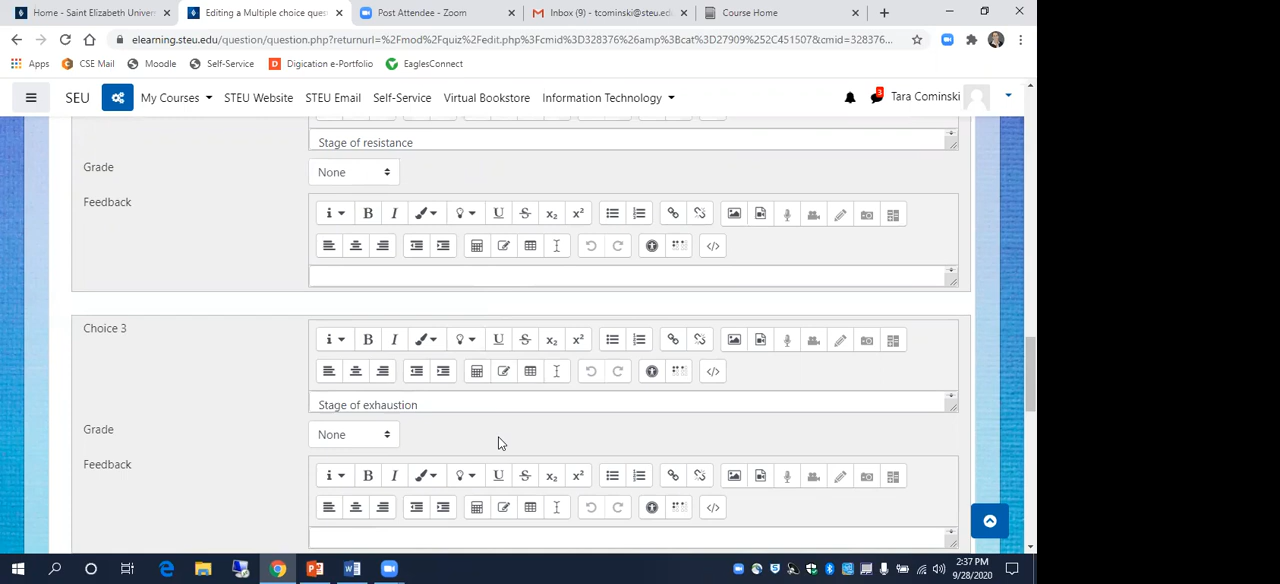 Home - Saint Elizabeth Univer
Editing a Multiple choice ques
Post Attendee - Zoom
Inbox (9) - tcominski@steu.ed
Course Home
elearning.steu.edu/question/question.php?returnurl=%2Fmod%2Fquiz%2Fedit.php%3Fcmid%3D328376%26amp%3Bcat%3D27909%252C451507&cmid=328376...
Apps
CSE Mail
Moodle
Self-Service
Digication e-Portfolio
EaglesConnect
SEU
My Courses
SEU Website
SEU Email
Self-Service
Virtual Bookstore
Information Technology
3
Tara Cominski
Stage of resistance
Grade
None
Feedback
Choice 3
Stage of exhaustion
Grade
None
Feedback
2:37 PM
9/28/2020